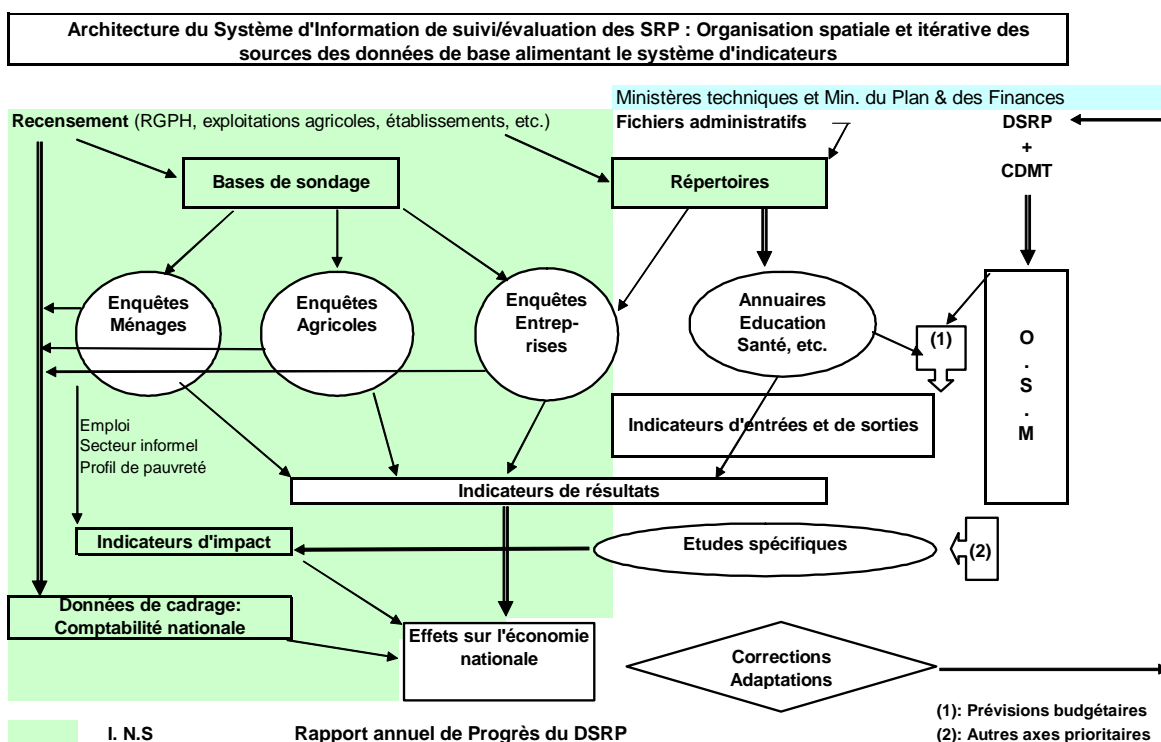 Architecture du Système d'Information de suivi/évaluation des SRP : Organisation spatiale et itérative des
sources des données de base alimentant le système d'indicateurs
Ministères techniques et Min. du Plan & des Finances
Recensement (RGPH, exploitations agricoles, établissements, etc.)
Fichiers administratifs
DSRP
+
CDMT
Bases de sondage
Répertoires
Enquêtes
Ménages
Enquêtes
Agricoles
Enquêtes
Entrep-
rises
Annuaires
Education
Santé, etc.
(1)
O
.
S
.
M
Emploi
Secteur informel
Profil de pauvreté
Indicateurs d'entrées et de sorties
Indicateurs de résultats
Indicateurs d'impact
Etudes spécifiques
(2)
Données de cadrage:
Comptabilité nationale
Effets sur l'économie
nationale
Corrections
Adaptations
(1): Prévisions budgétaires
(2): Autres axes prioritaires
I. N.S
Rapport annuel de Progrès du DSRP